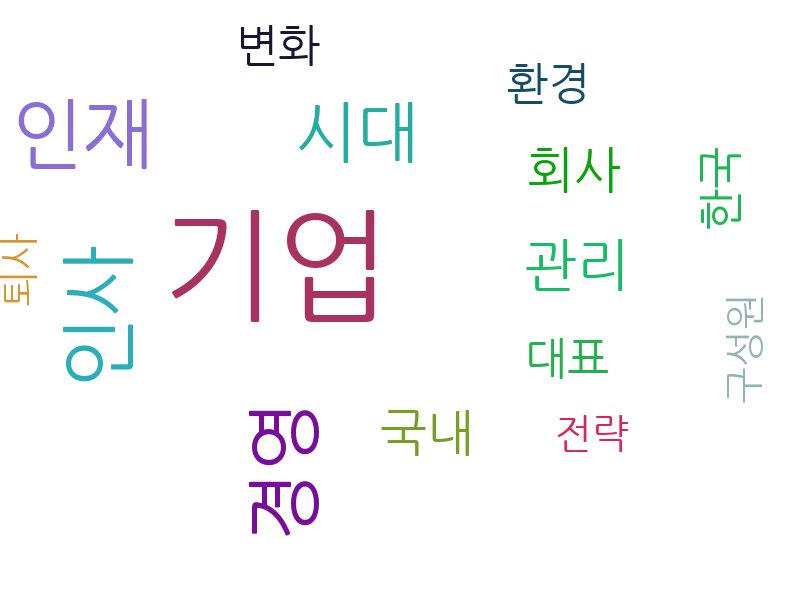 변화
환경
인재
시대
회사
한국
기업
퇴사
인사
관리
구성원
대표
경영
국내
전략